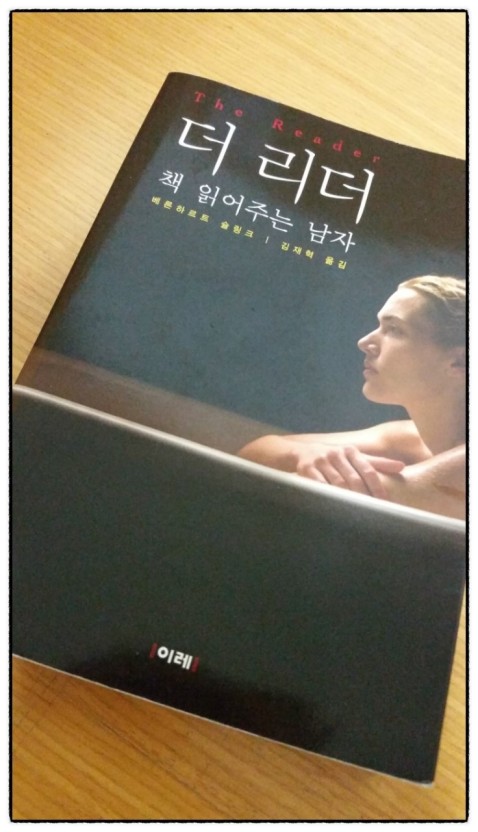 The Reader
더 리더
책 읽어주는 남자
베른하르트 슐링크 | 김재혁 옮김
이레